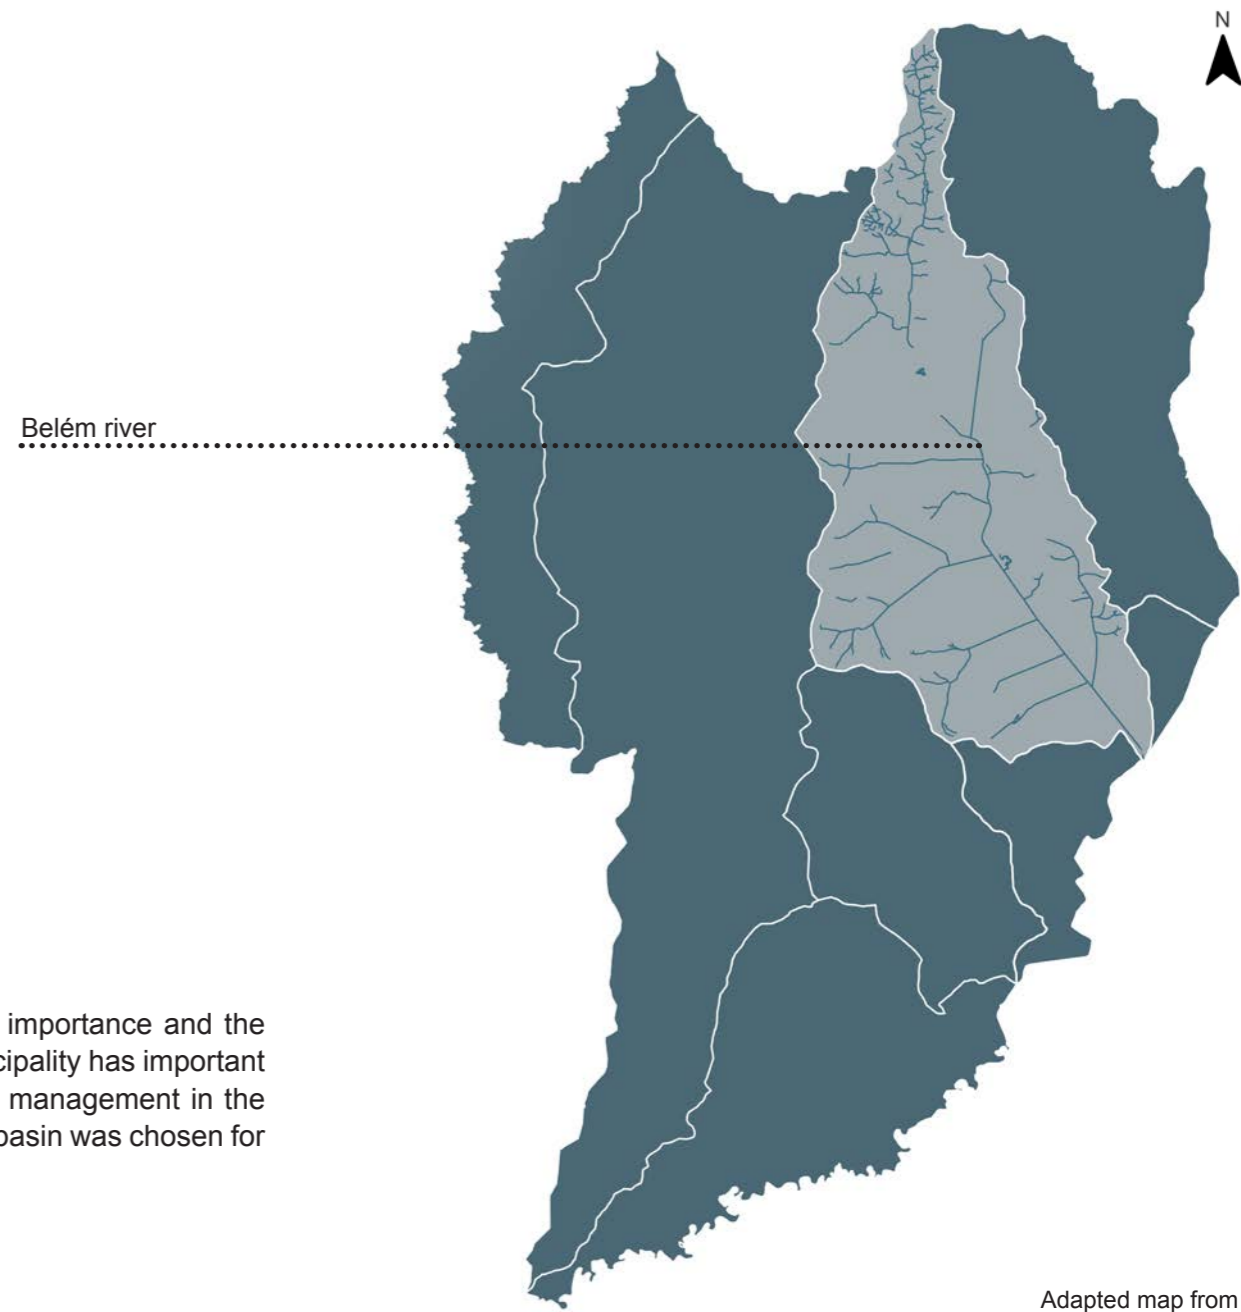 N
Belém river
importance and the
cipality has important
management in the
basin was chosen for
Adapted map from